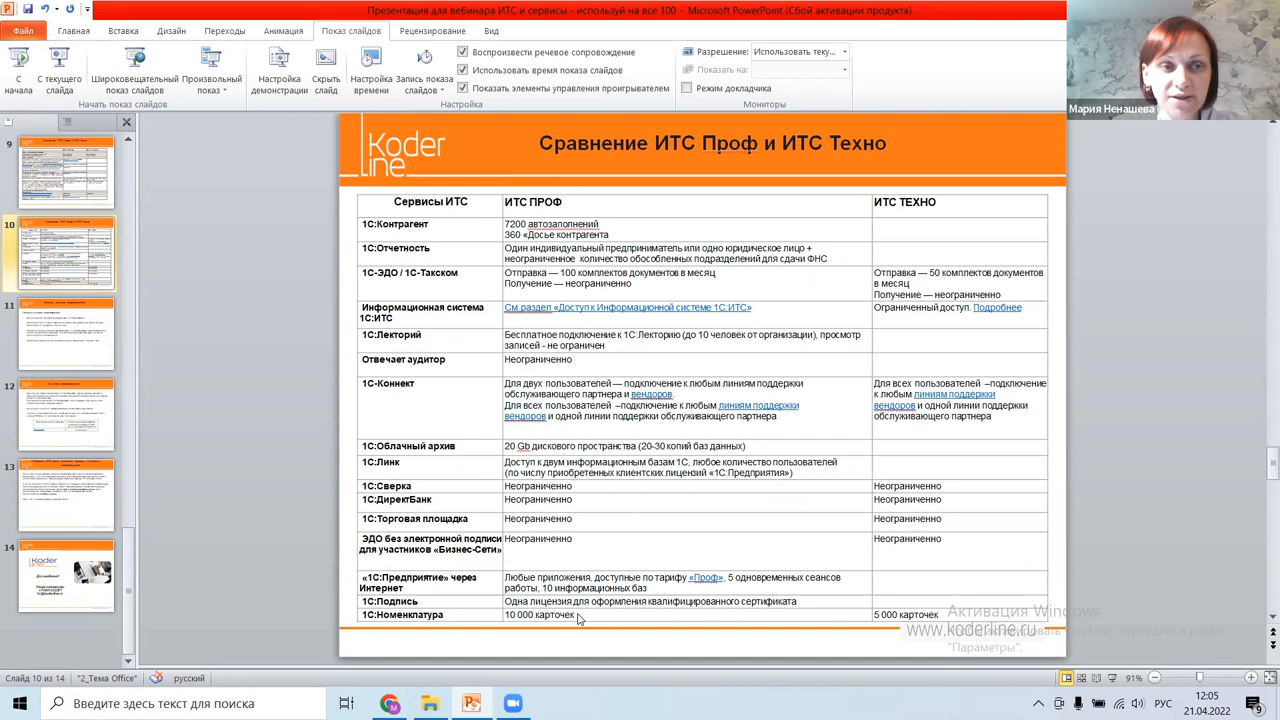 Презентация для вебинара ИТС и сервисы - используй на все 100 - Microsoft PowerPoint (Сбой активации продукта)
Файл Главная Вставка Дизайн Переходы Анимация Показ слайдов Рецензирование Вид
С начала
С текущего слайда
Широковещательный показ слайдов
Произвольный показ
Начать показ слайдов
Настройка демонстрации
Скрыть слайд
Настройка времени
Запись показа слайдов
Воспроизвести речевое сопровождение
Использовать время показа слайдов
Показать элементы управления проигрывателем
Настройка
Разрешение: Использовать теку...
Показать на:
Режим докладчика
Мониторы
Мария Ненашева
9
10
11
12
13
14
Koder line
Сравнение ИТС Проф и ИТС Техно
Сервисы ИТС ИТС ПРОФ ИТС ТЕХНО
1С:Контрагент 7200 автозаполнений
360 «Досье контрагента
1С:Отчетность Один индивидуальный предприниматель или одно юридическое лицо +
неограниченное количество обособленных подразделений для сдачи ФНС
1С-ЭДО / 1С-Такском Отправка — 100 комплектов документов в месяц Отправка — 50 комплектов документов
Получение — неограниченно в месяц
Получение — неограниченно
Информационная система См раздел «Доступ к Информационной системе 1С:ИТС» Ограниченный доступ. Подробнее
1С:ИТС
1С:Лекторий Бесплатное подключение к 1С:Лекторию (до 10 человек от организации), просмотр
записей - не ограничен
Отвечает аудитор Неограниченно
1С-Коннект Для двух пользователей — подключение к любым линиям поддержки Для всех пользователей –подключение
обслуживающего партнера и вендоров. к любым линиям поддержки
Для всех пользователей –подключение к любым линиям поддержки вендоров и одной линии поддержки
вендоров и одной линии поддержки обслуживающего партнера обслуживающего партнера
1С:Облачный архив 20 Gb дискового пространства (20-30 копий баз данных)
1С:Линк Доступ к двум информационным базам 1С, любое количество пользователей
(по числу приобретенных клиентских лицензий «1С:Предприятия»)
1С:Сверка Неограниченно Неограниченно
1С:ДиректБанк Неограниченно Неограниченно
1С:Торговая площадка Неограниченно Неограниченно
ЭДО без электронной подписи Неограниченно Неограниченно
для участников «Бизнес-Сети»
«1С:Предприятие» через Любые приложения, доступные по тарифу «Проф», 5 одновременных сеансов
Интернет работы, 10 информационных баз
1С:Подпись Одна лицензия для оформления квалифицированного сертификата
1С:Номенклатура 10 000 карточек 5 000 карточек
www.koderline.ru
Активация Windows
"Параметры".
Слайд 10 из 14 "2_Тема Office" русский 91%
Введите здесь текст для поиска
РУС
12:05
21.04.2022
9